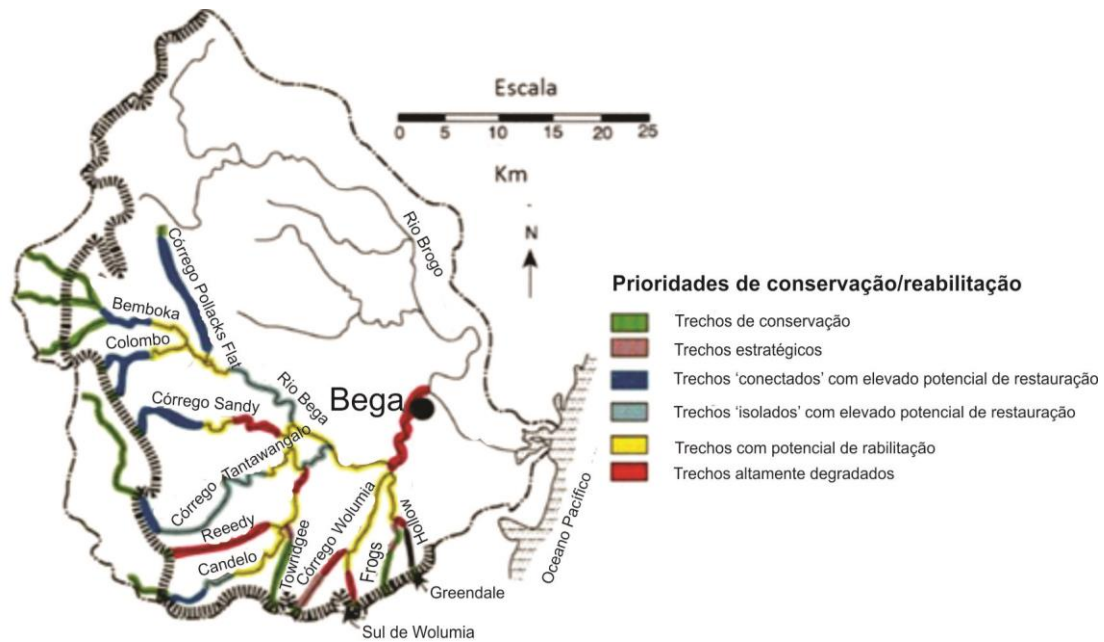 Escala
0 5 10 15 20 25
Km
N
Rio Brogo
Córrego Pollacks Flat
Bemboka
Colombo
Rio Bega
Bega
Córrego Sandy
Córrego Tantawangalo
Reeedy
Candelo
Towridgee
Córrego Wolumia
Frogs
Hollow
Greendale
Sul de Wolumia
Oceano Pacífico
Prioridades de conservação/reabilitação
Trechos de conservação
Trechos estratégicos
Trechos ‘conectados’ com elevado potencial de restauração
Trechos ‘isolados’ com elevado potencial de restauração
Trechos com potencial de rabilitação
Trechos altamente degradados